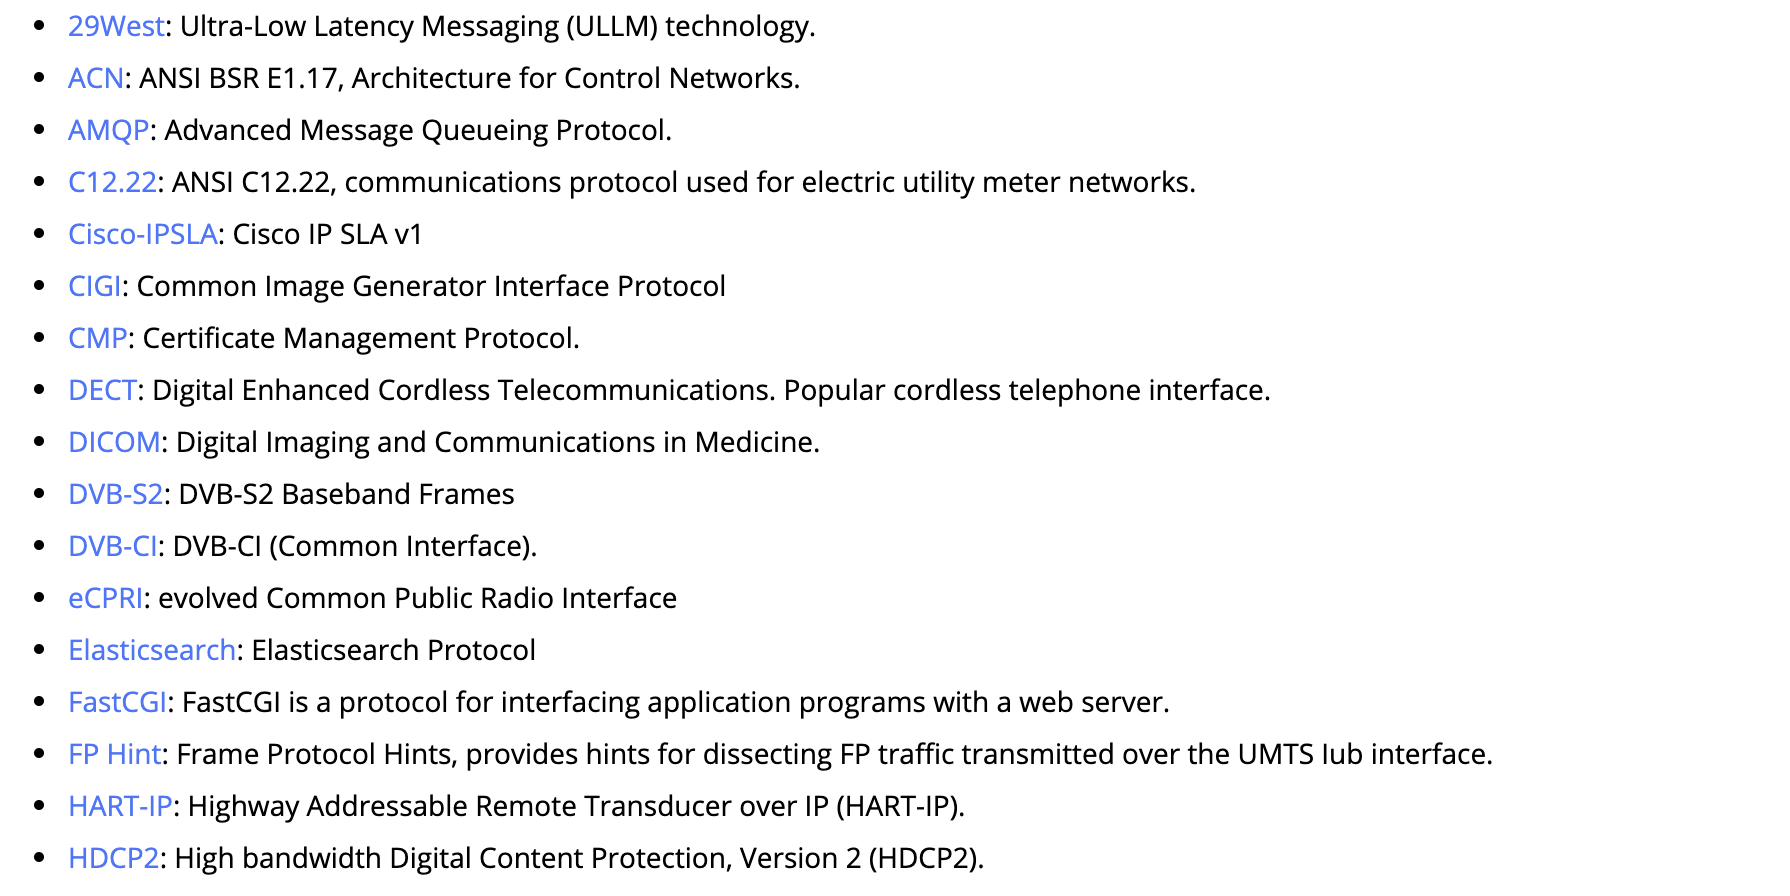 • 29West: Ultra-Low Latency Messaging (ULLM) technology.
• ACN: ANSI BSR E1.17, Architecture for Control Networks.
• AMQP: Advanced Message Queueing Protocol.
• C12.22: ANSI C12.22, communications protocol used for electric utility meter networks.
• Cisco-IPSLA: Cisco IP SLA v1
• CIGI: Common Image Generator Interface Protocol
• CMP: Certificate Management Protocol.
• DECT: Digital Enhanced Cordless Telecommunications. Popular cordless telephone interface.
• DICOM: Digital Imaging and Communications in Medicine.
• DVB-S2: DVB-S2 Baseband Frames
• DVB-CI: DVB-CI (Common Interface).
• eCPRI: evolved Common Public Radio Interface
• Elasticsearch: Elasticsearch Protocol
• FastCGI: FastCGI is a protocol for interfacing application programs with a web server.
• FP Hint: Frame Protocol Hints, provides hints for dissecting FP traffic transmitted over the UMTS Iub interface.
• HART-IP: Highway Addressable Remote Transducer over IP (HART-IP).
• HDCP2: High bandwidth Digital Content Protection, Version 2 (HDCP2).